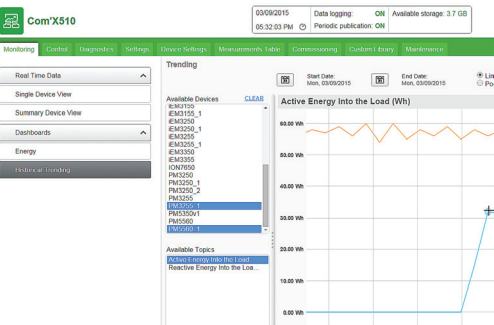 Com'X510
03/09/2015
05:32:03 PM
Data logging: ON
Periodic publication: ON
Available storage: 3.7 GB
Monitoring Control Diagnostics Settings Device Settings Measurements Table Commissioning Custom Library Maintenance
Real Time Data
Single Device View
Summary Device View
Dashboards
Energy
Historical Trending
Trending
Start Date:
Mon, 03/09/2015
End Date:
Mon, 03/09/2015
Lin
Po
Available Devices CLEAR
iEM3155
iEM3155_1
iEM3250
iEM3250_1
iEM3255
iEM3255_1
iEM3350
iEM3355
ION7650
PM3250
PM3250_1
PM3250_2
PM3255
PM3255_1
PM5350v1
PM5560
PM5560_1
Available Topics
Active Energy Into the Load
Reactive Energy Into the Loa...
Active Energy Into the Load (Wh)
60.00 Wh
50.00 Wh
40.00 Wh
30.00 Wh
20.00 Wh
10.00 Wh
0.00 Wh